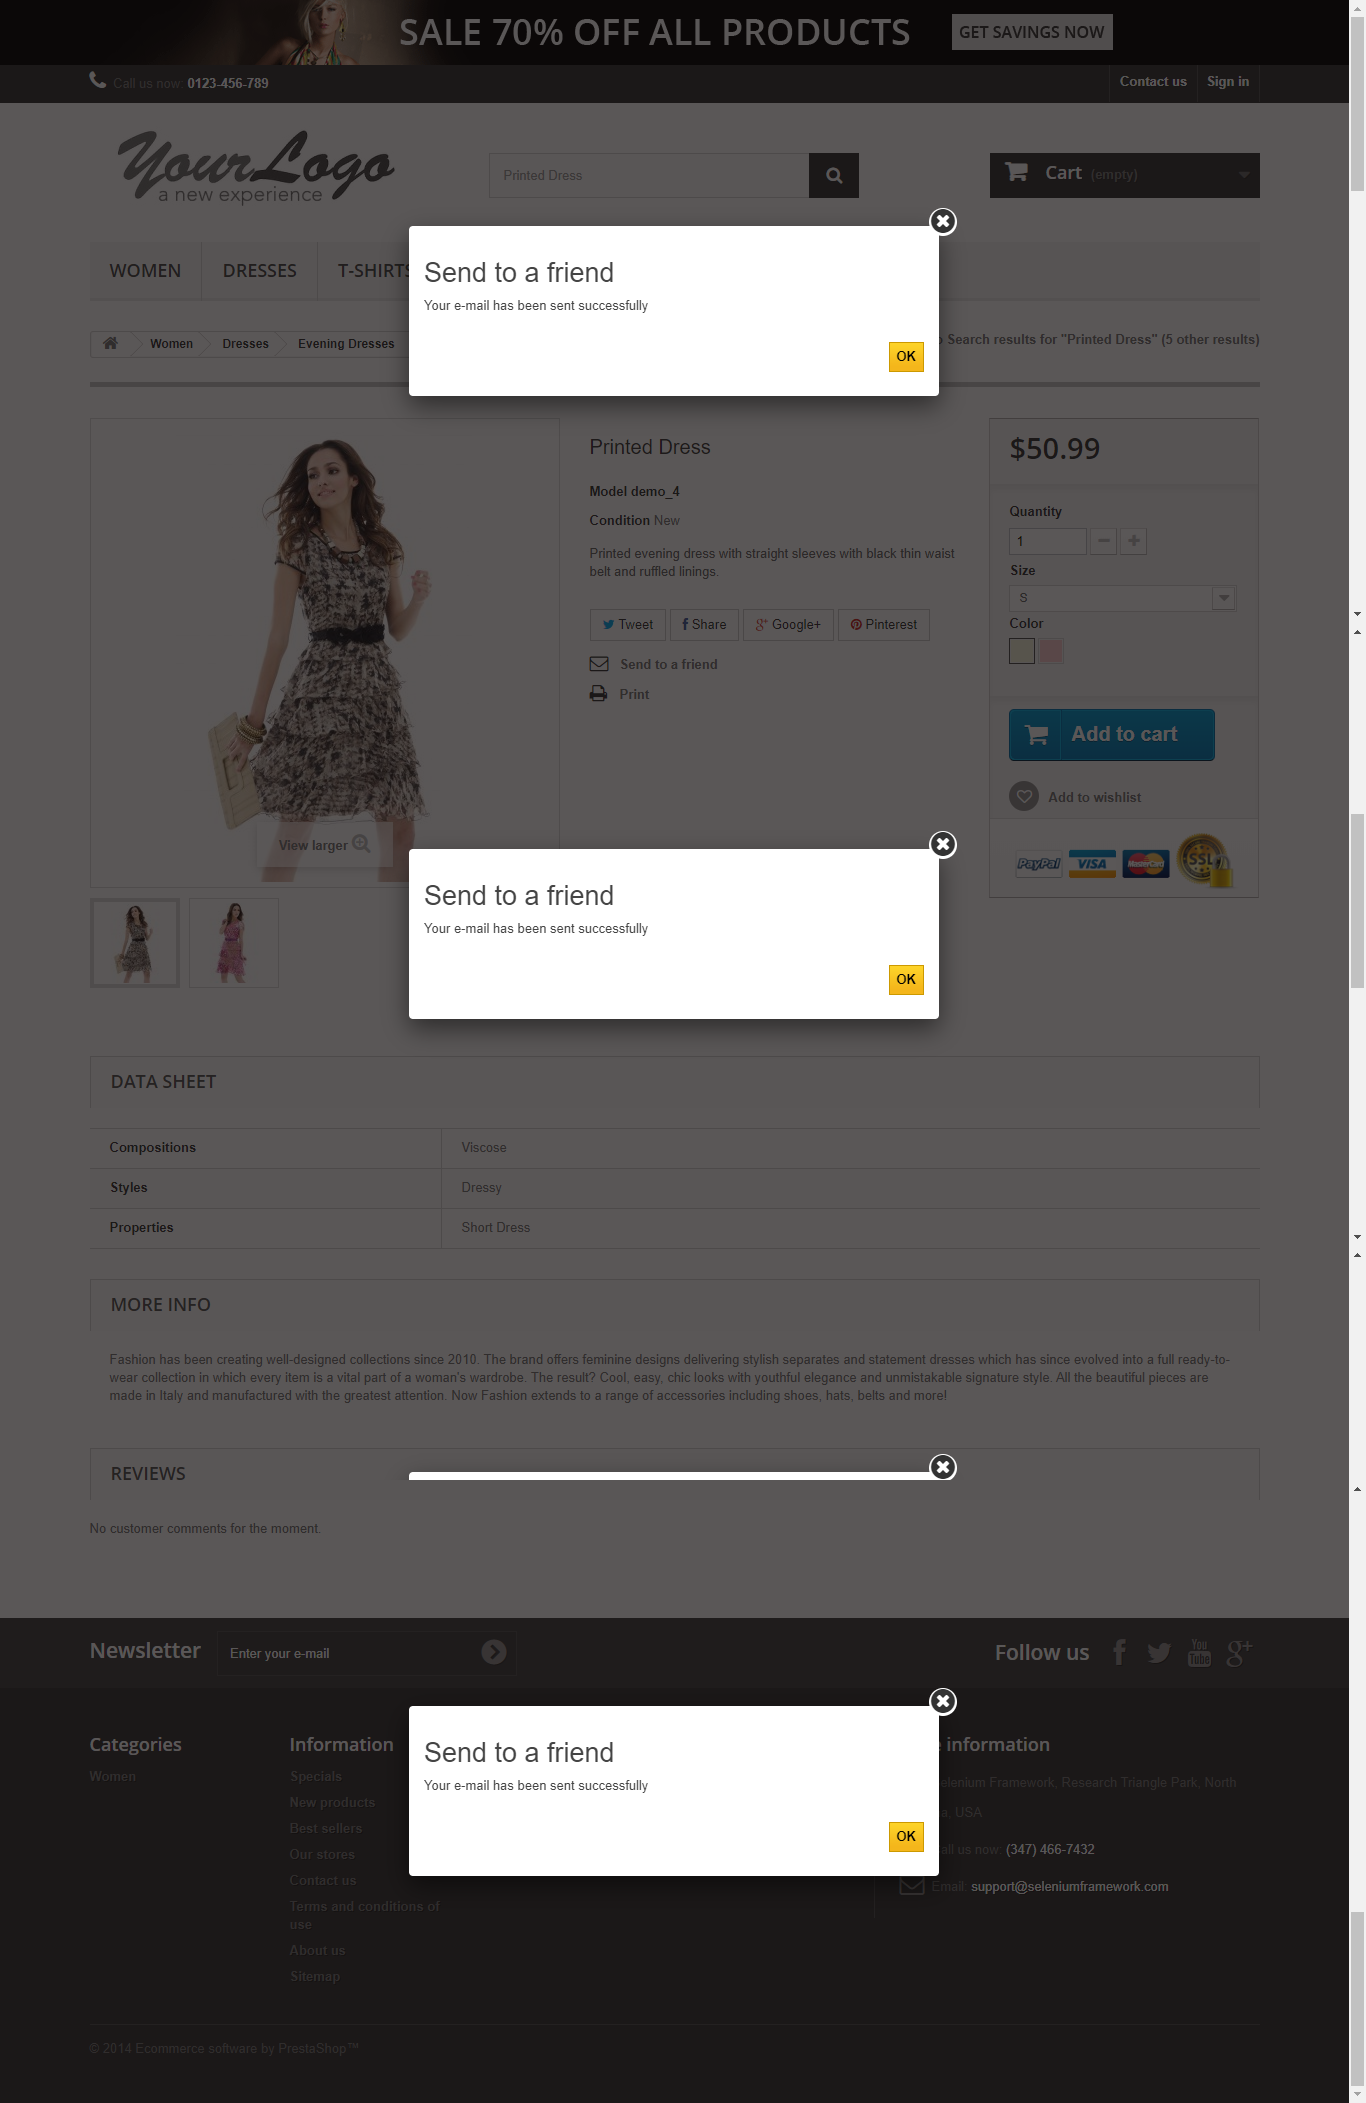 SALE 70% OFF ALL PRODUCTS
GET SAVINGS NOW
Call us now: 0123-456-789
Contact us
Sign in
YourLogo
a new experience
Printed Dress
Cart (empty)
WOMEN
DRESSES
T-SHIRTS
Send to a friend
Your e-mail has been sent successfully
OK
Women
Dresses
Evening Dresses
Search results for "Printed Dress" (5 other results)
Printed Dress
Model demo_4
Condition New
Printed evening dress with straight sleeves with black thin waist
belt and ruffled linings.
Tweet
Share
Google+
Pinterest
Send to a friend
Print
$50.99
Quantity
1
Size
S
Color
Add to cart
Add to wishlist
PayPal
VISA
MasterCard
SSL
View larger
Send to a friend
Your e-mail has been sent successfully
OK
DATA SHEET
Compositions Viscose
Styles Dressy
Properties Short Dress
MORE INFO
Fashion has been creating well-designed collections since 2010. The brand offers feminine designs delivering stylish separates and statement dresses which has since evolved into a full ready-to-
wear collection in which every item is a vital part of a woman's wardrobe. The result? Cool, easy, chic looks with youthful elegance and unmistakable signature style. All the beautiful pieces are
made in Italy and manufactured with the greatest attention. Now Fashion extends to a range of accessories including shoes, hats, belts and more!
REVIEWS
No customer comments for the moment.
Newsletter
Enter your e-mail
Follow us
You
Tube
Categories
Women
Information
Specials
New products
Best sellers
Our stores
Contact us
Terms and conditions of
use
About us
Sitemap
Send to a friend
Your e-mail has been sent successfully
OK
information
Selenium Framework, Research Triangle Park, North
USA
us now: (347) 466-7432
Email: support@seleniumframework.com
© 2014 Ecommerce software by PrestaShop™